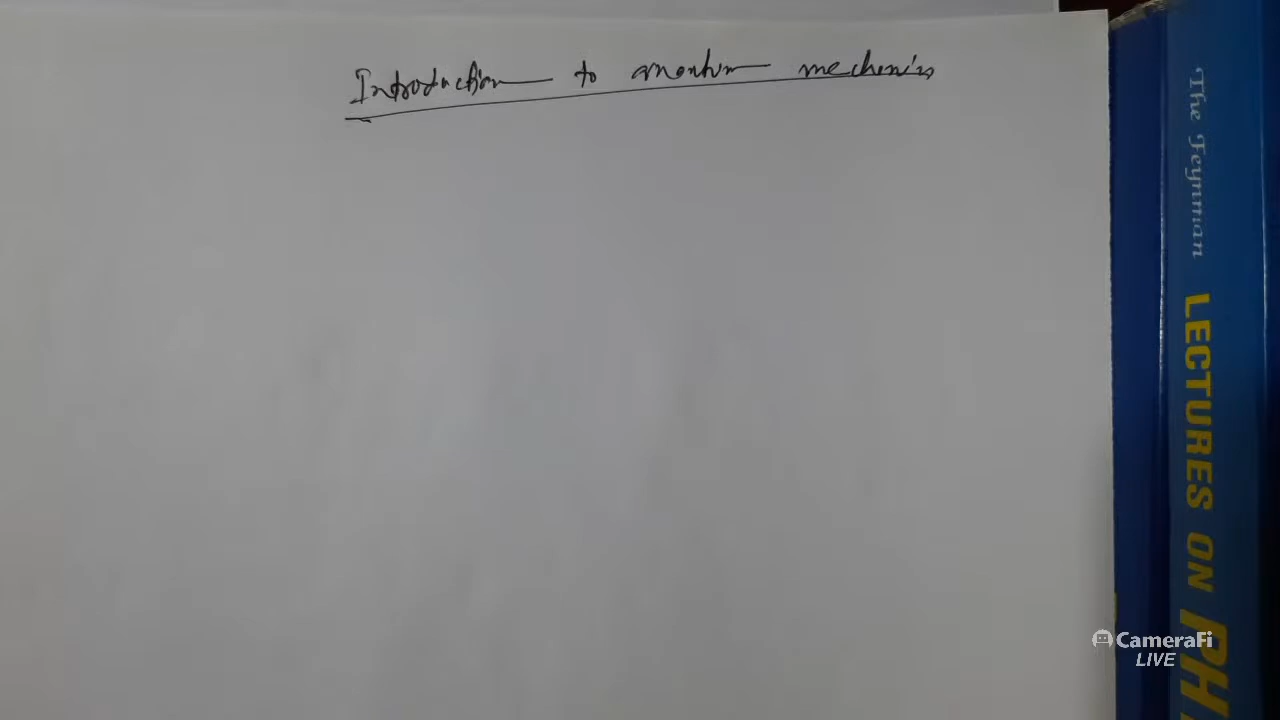 Introduction to quantum mechanics
The Feynman
LECTURES ON PH
CameraFi
LIVE